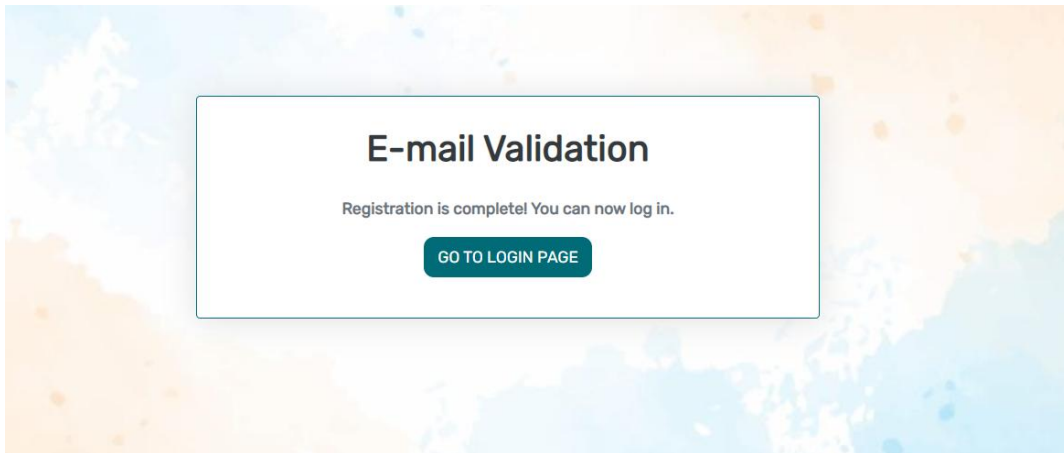 E-mail Validation
Registration is complete! You can now log in.
GO TO LOGIN PAGE